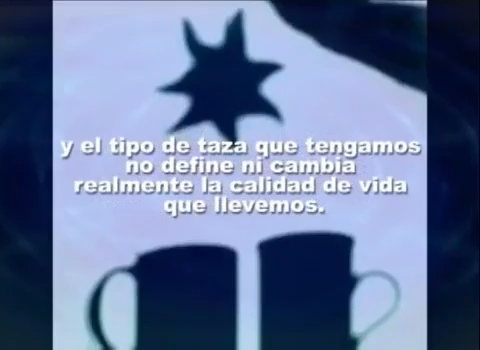 y el tipo de taza que tengamos
no define ni cambia
realmente la calidad de vida
que llevemos.